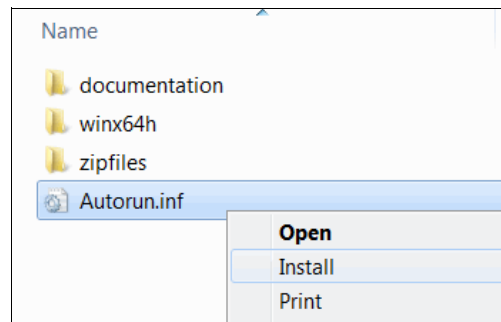 Name
documentation
winx64h
zipfiles
Autorun.inf
Open
Install
Print